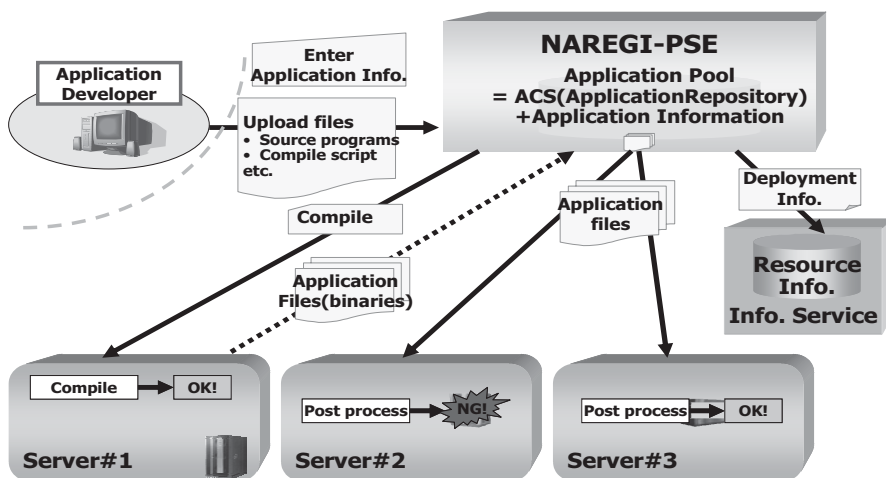 NAREGI-PSE
Application Pool
= ACS(ApplicationRepository)
+Application Information
Enter
Application Info.
Application
Developer
Upload files
• Source programs
• Compile script
etc.
Compile
Application
Files(binaries)
Application
files
Deployment
Info.
Resource
Info.
Info. Service
Compile
OK!
Server#1
Post process
NG!
Server#2
Post process
OK!
Server#3